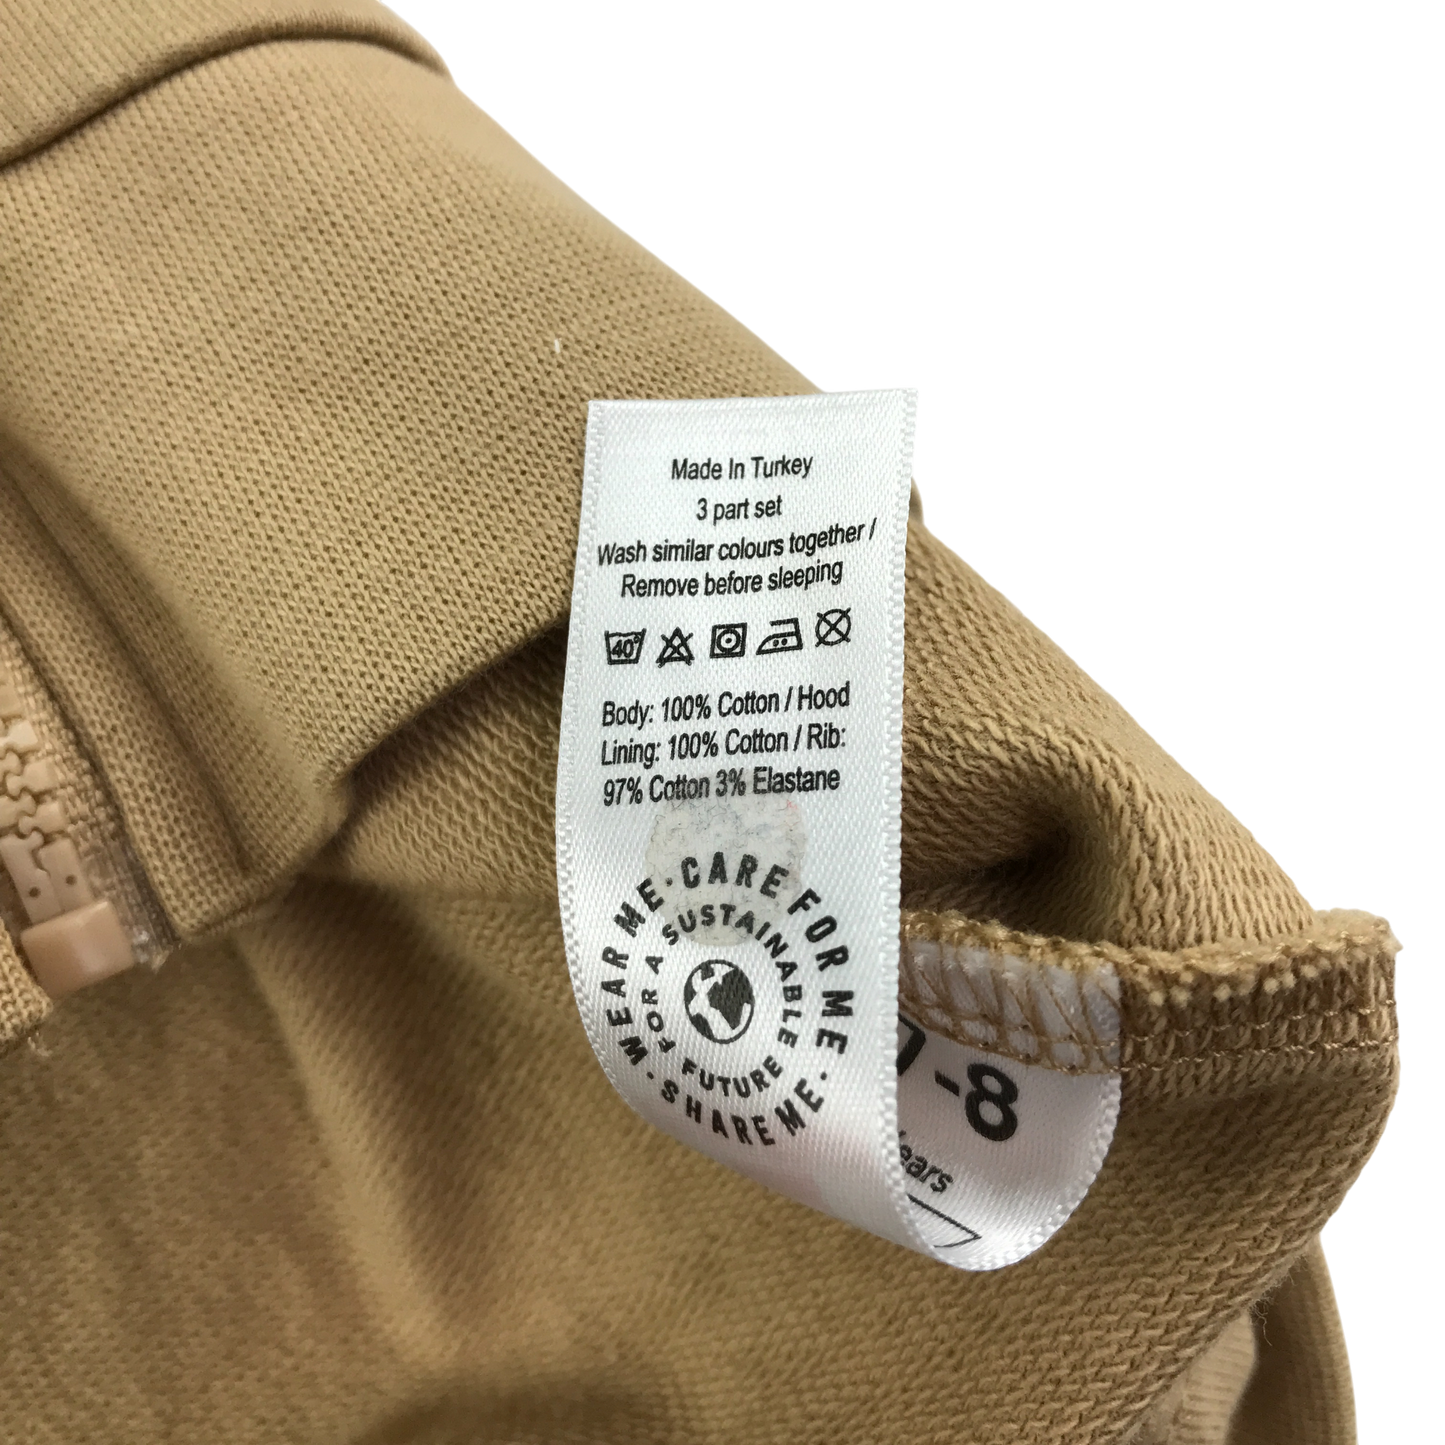 Made In Turkey
3 part set
Wash similar colours together /
Remove before sleeping
40°
Body: 100% Cotton / Hood
Lining: 100% Cotton / Rib:
97% Cotton 3% Elastane
WEAR ME · CARE FOR ME · SHARE ME ·
FOR A SUSTAINABLE FUTURE
-8